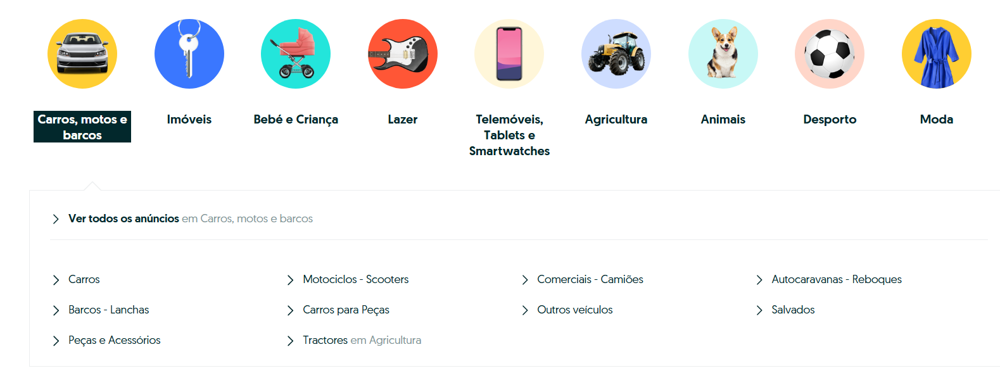 Carros, motos e
barcos
Imóveis
Bebé e Criança
Lazer
Telemóveis,
Tablets e
Smartwatches
Agricultura
Animais
Desporto
Moda
Ver todos os anúncios em Carros, motos e barcos
Carros
Motociclos - Scooters
Comerciais - Camiões
Autocaravanas - Reboques
Barcos - Lanchas
Carros para Peças
Outros veículos
Salvados
Peças e Acessórios
Tractores em Agricultura